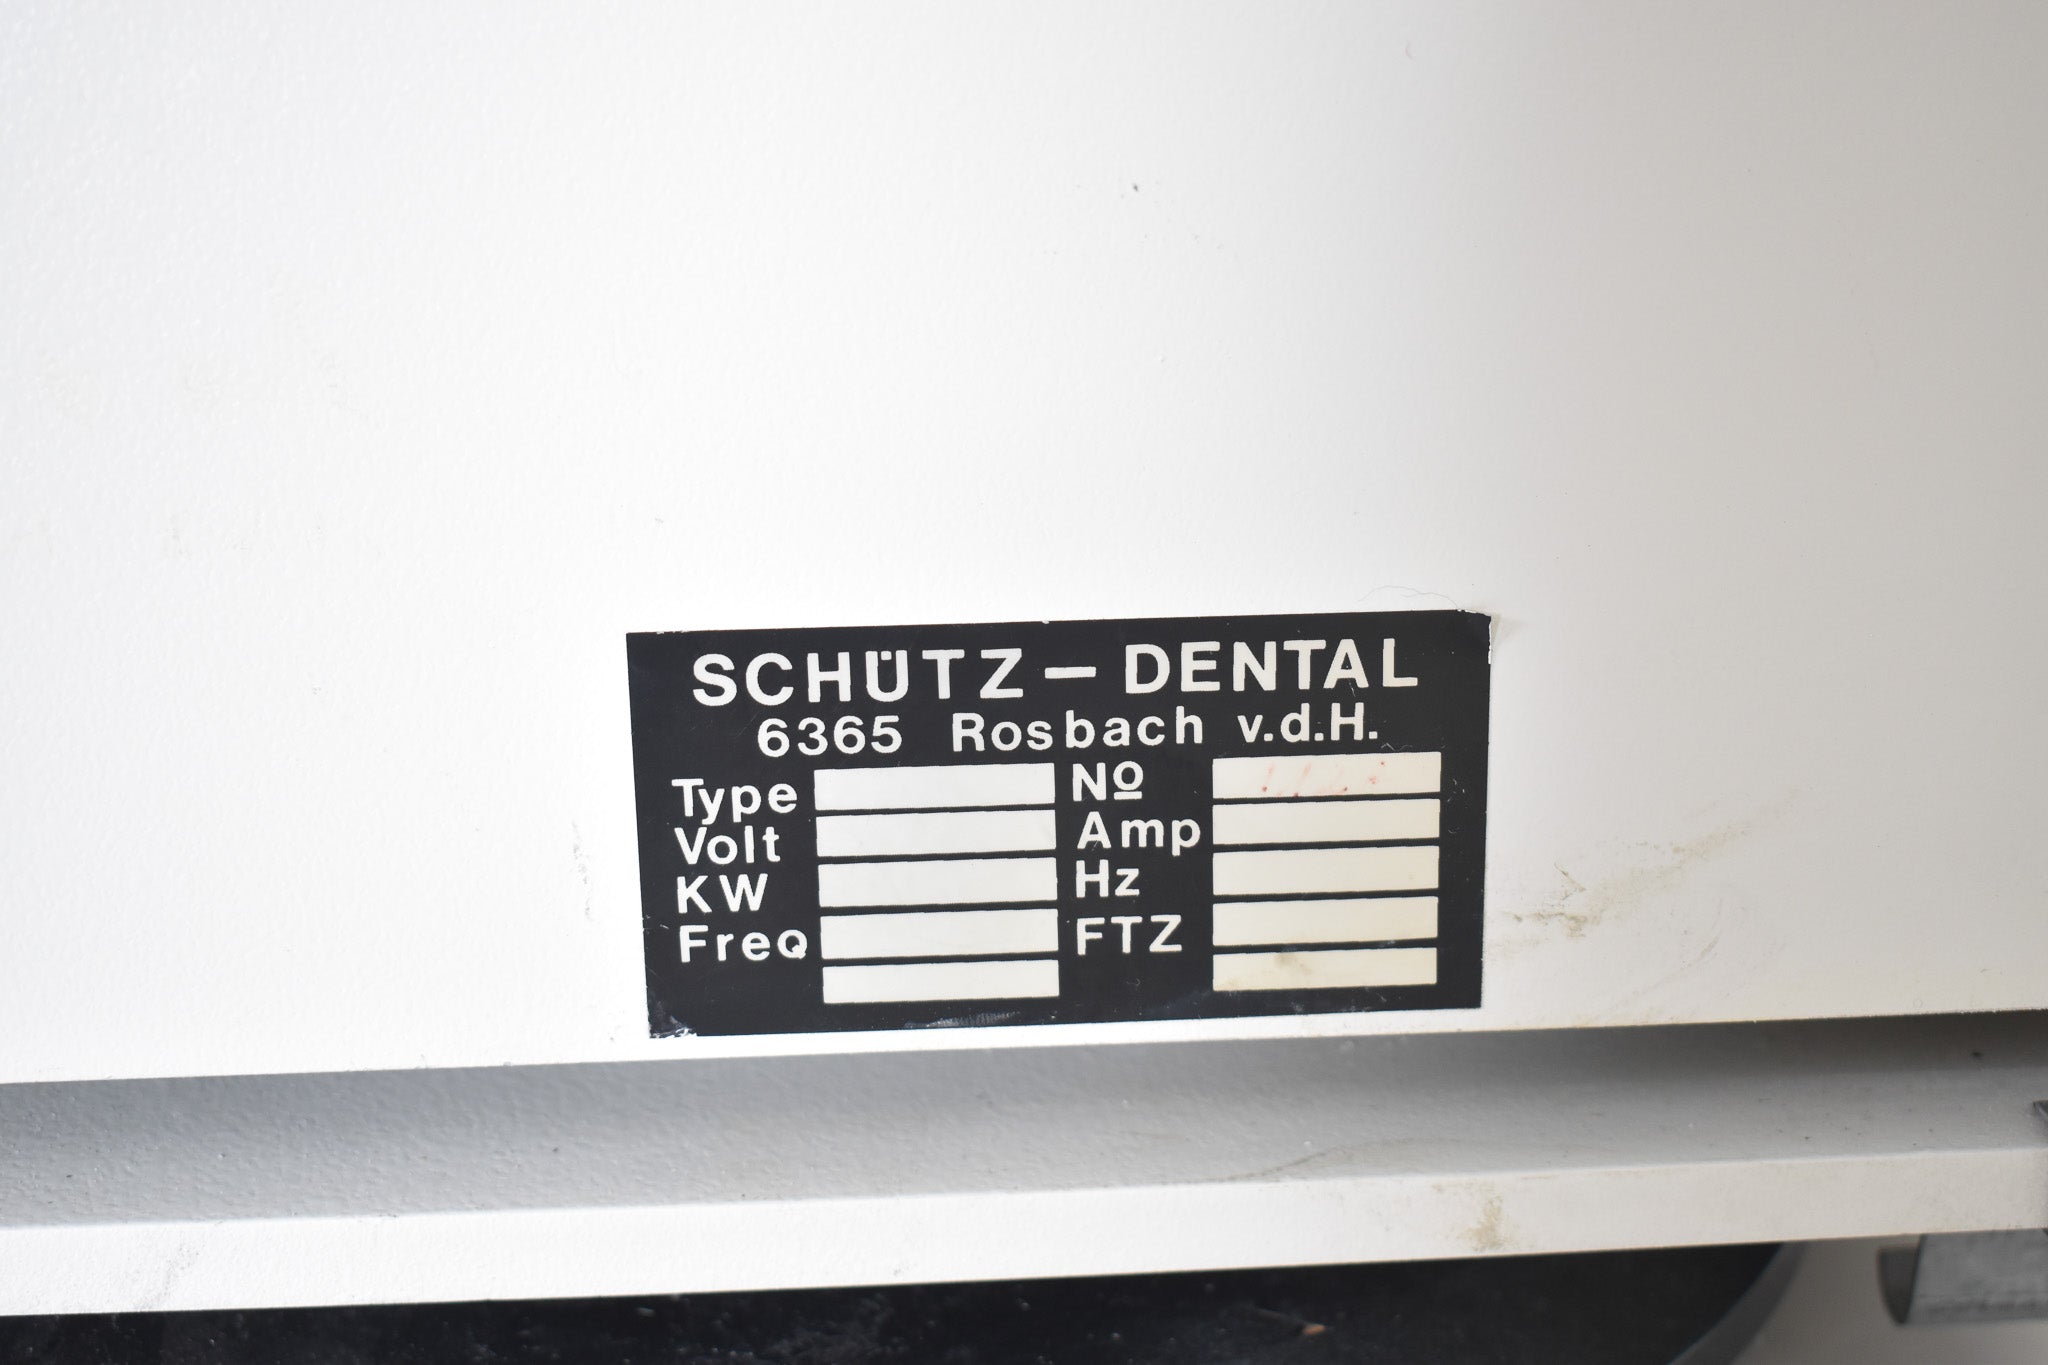 SCHÜTZ – DENTAL
6365 Rosbach v.d.H.
Type Nº
Volt Amp
KW Hz
Freq FTZ